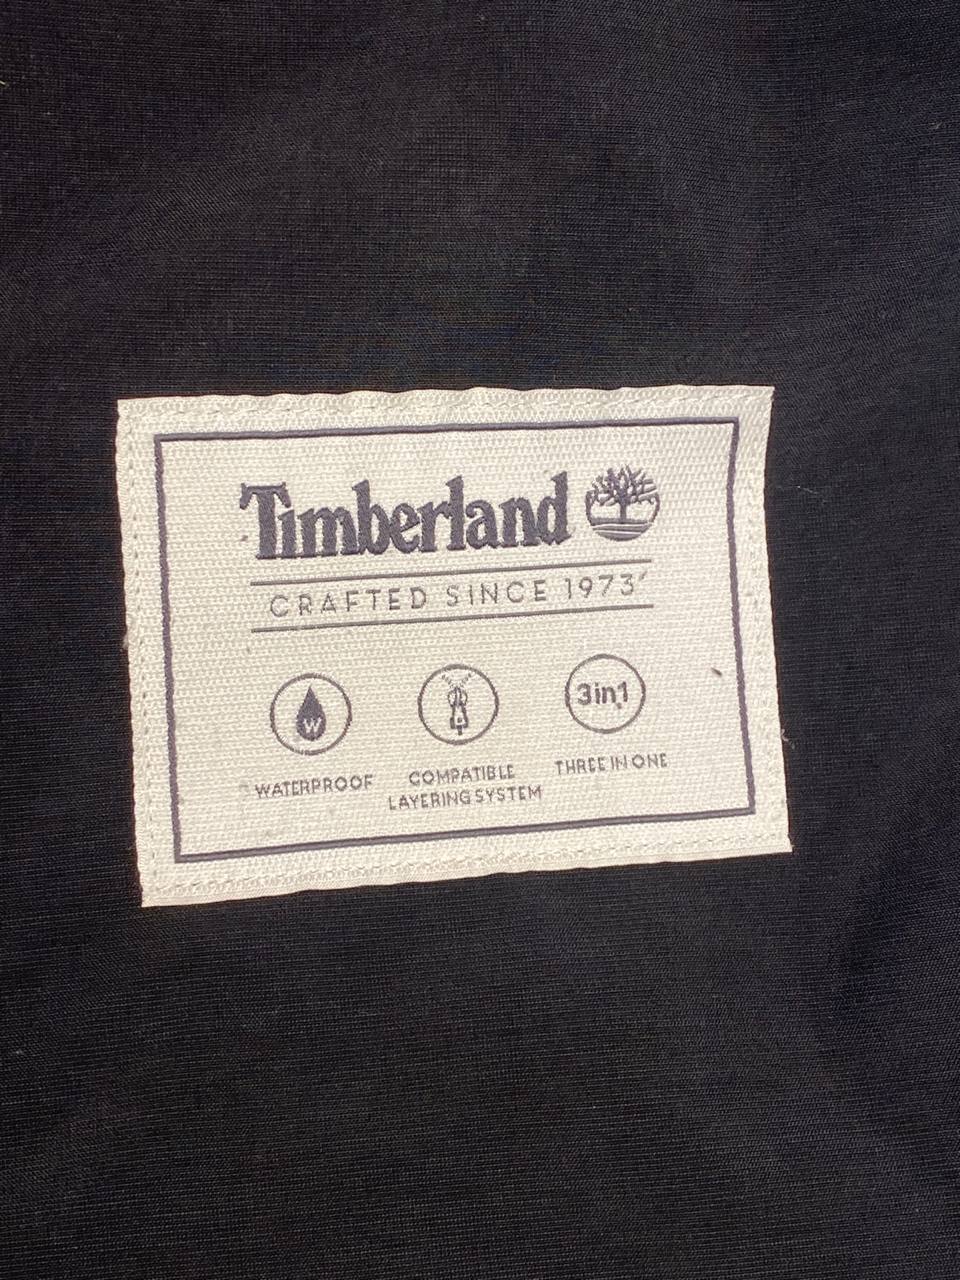 Timberland
CRAFTED SINCE 1973
W
3in1
WATERPROOF
COMPATIBLE
LAYERING SYSTEM
THREE IN ONE